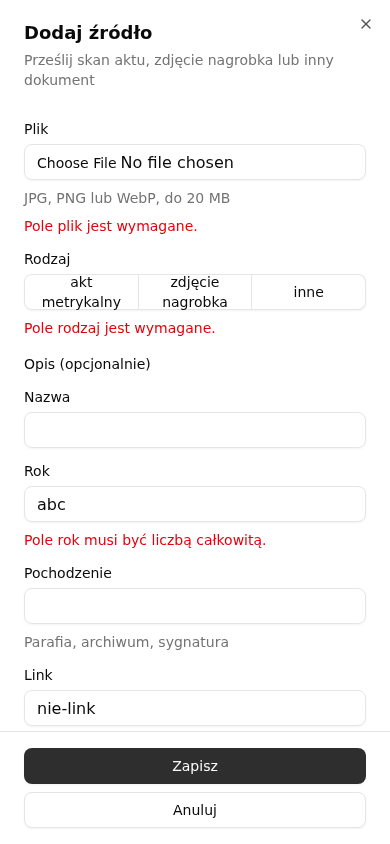 Dodaj źródło
Prześlij skan aktu, zdjęcie nagrobka lub inny
dokument
Plik
Choose File No file chosen
JPG, PNG lub WebP, do 20 MB
Pole plik jest wymagane.
Rodzaj
akt
metrykalny
zdjęcie
nagrobka
inne
Pole rodzaj jest wymagane.
Opis (opcjonalnie)
Nazwa
Rok
abc
Pole rok musi być liczbą całkowitą.
Pochodzenie
Parafia, archiwum, sygnatura
Link
nie-link
Zapisz
Anuluj